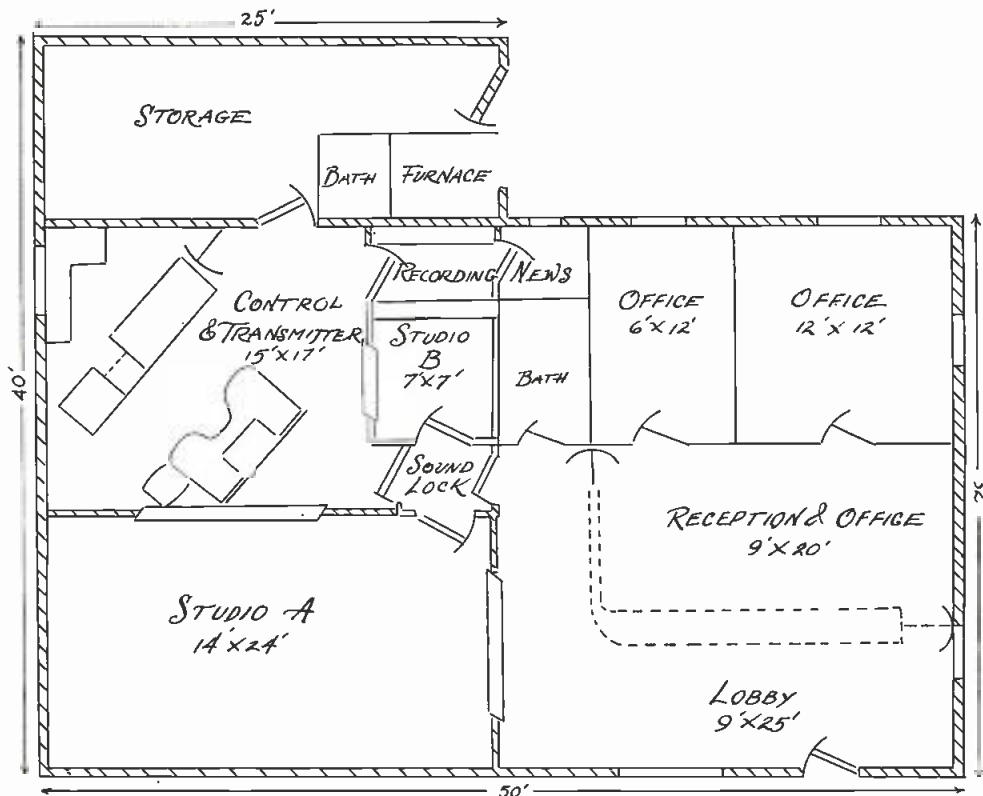 25'
STORAGE
BATH
FURNACE
40'
RECORDING
NEWS
CONTROL
& TRANSMITTER
15'X17'
STUDIO
B
7'X7'
BATH
OFFICE
6'X12'
OFFICE
12'X12'
SOUND
LOCK
32'
RECEPTION & OFFICE
9'X20'
STUDIO A
14'X24'
LOBBY
9'X25'
50'